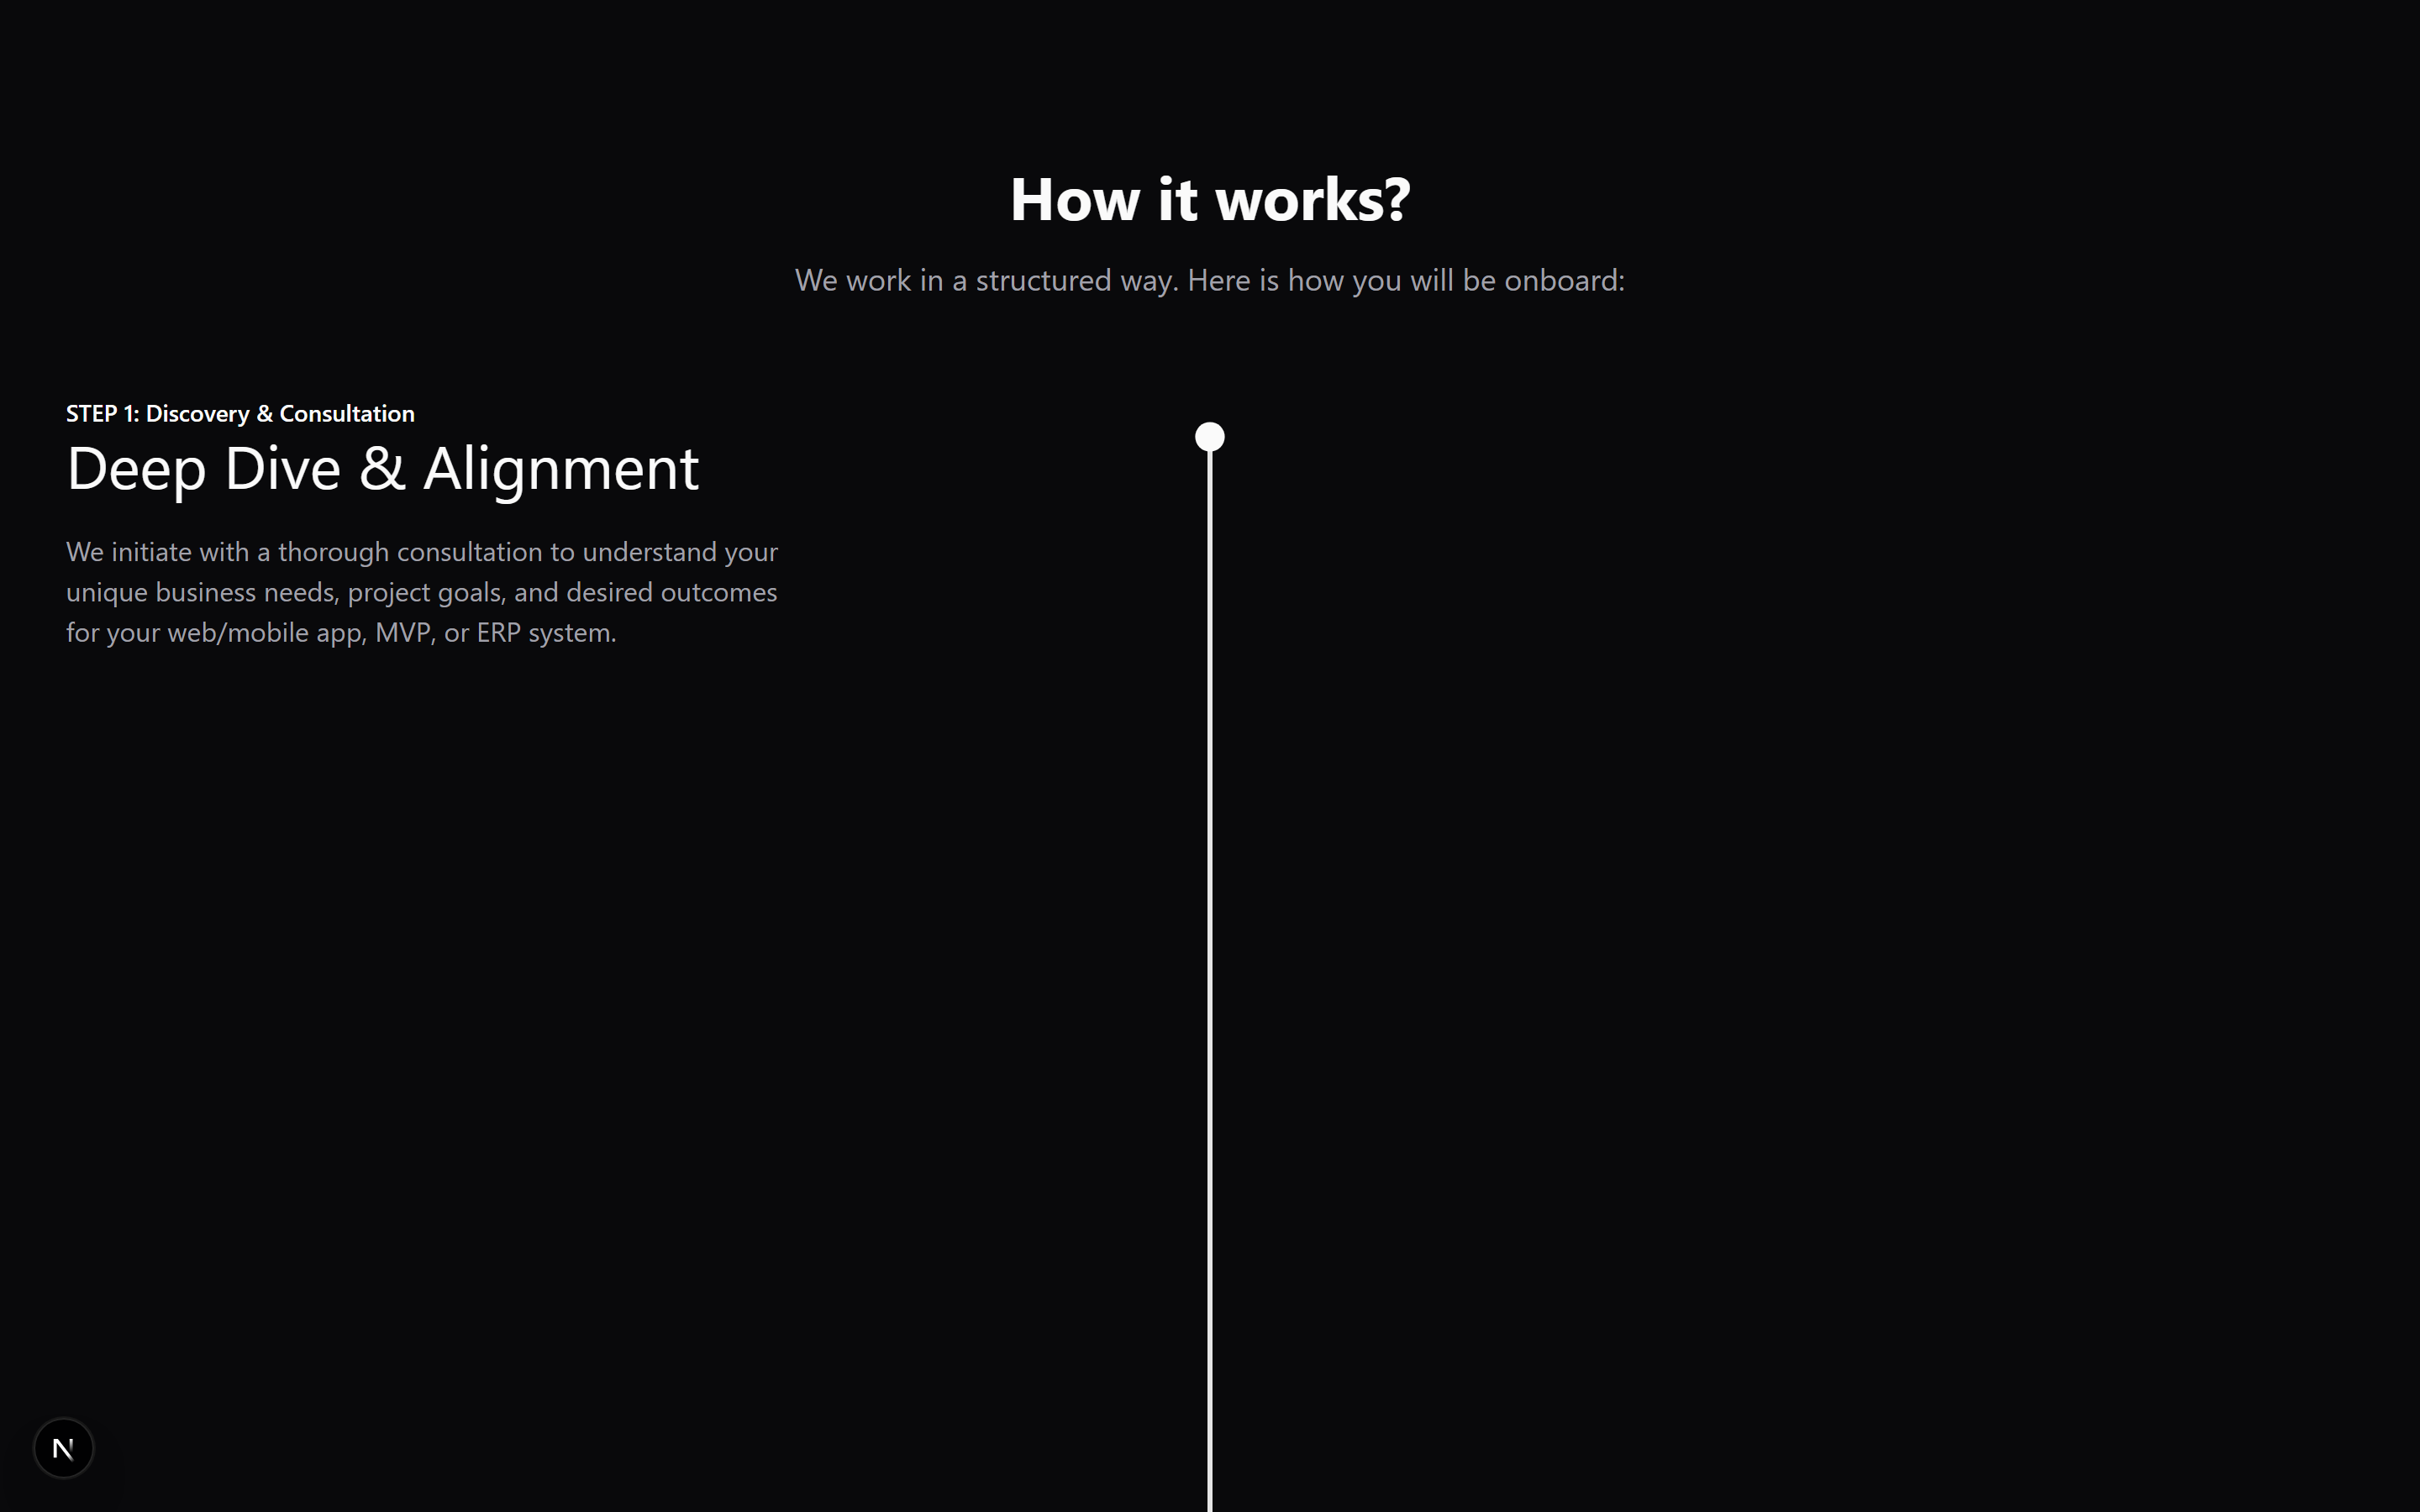 How it works?
We work in a structured way. Here is how you will be onboard:
STEP 1: Discovery & Consultation
Deep Dive & Alignment
We initiate with a thorough consultation to understand your
unique business needs, project goals, and desired outcomes
for your web/mobile app, MVP, or ERP system.
N